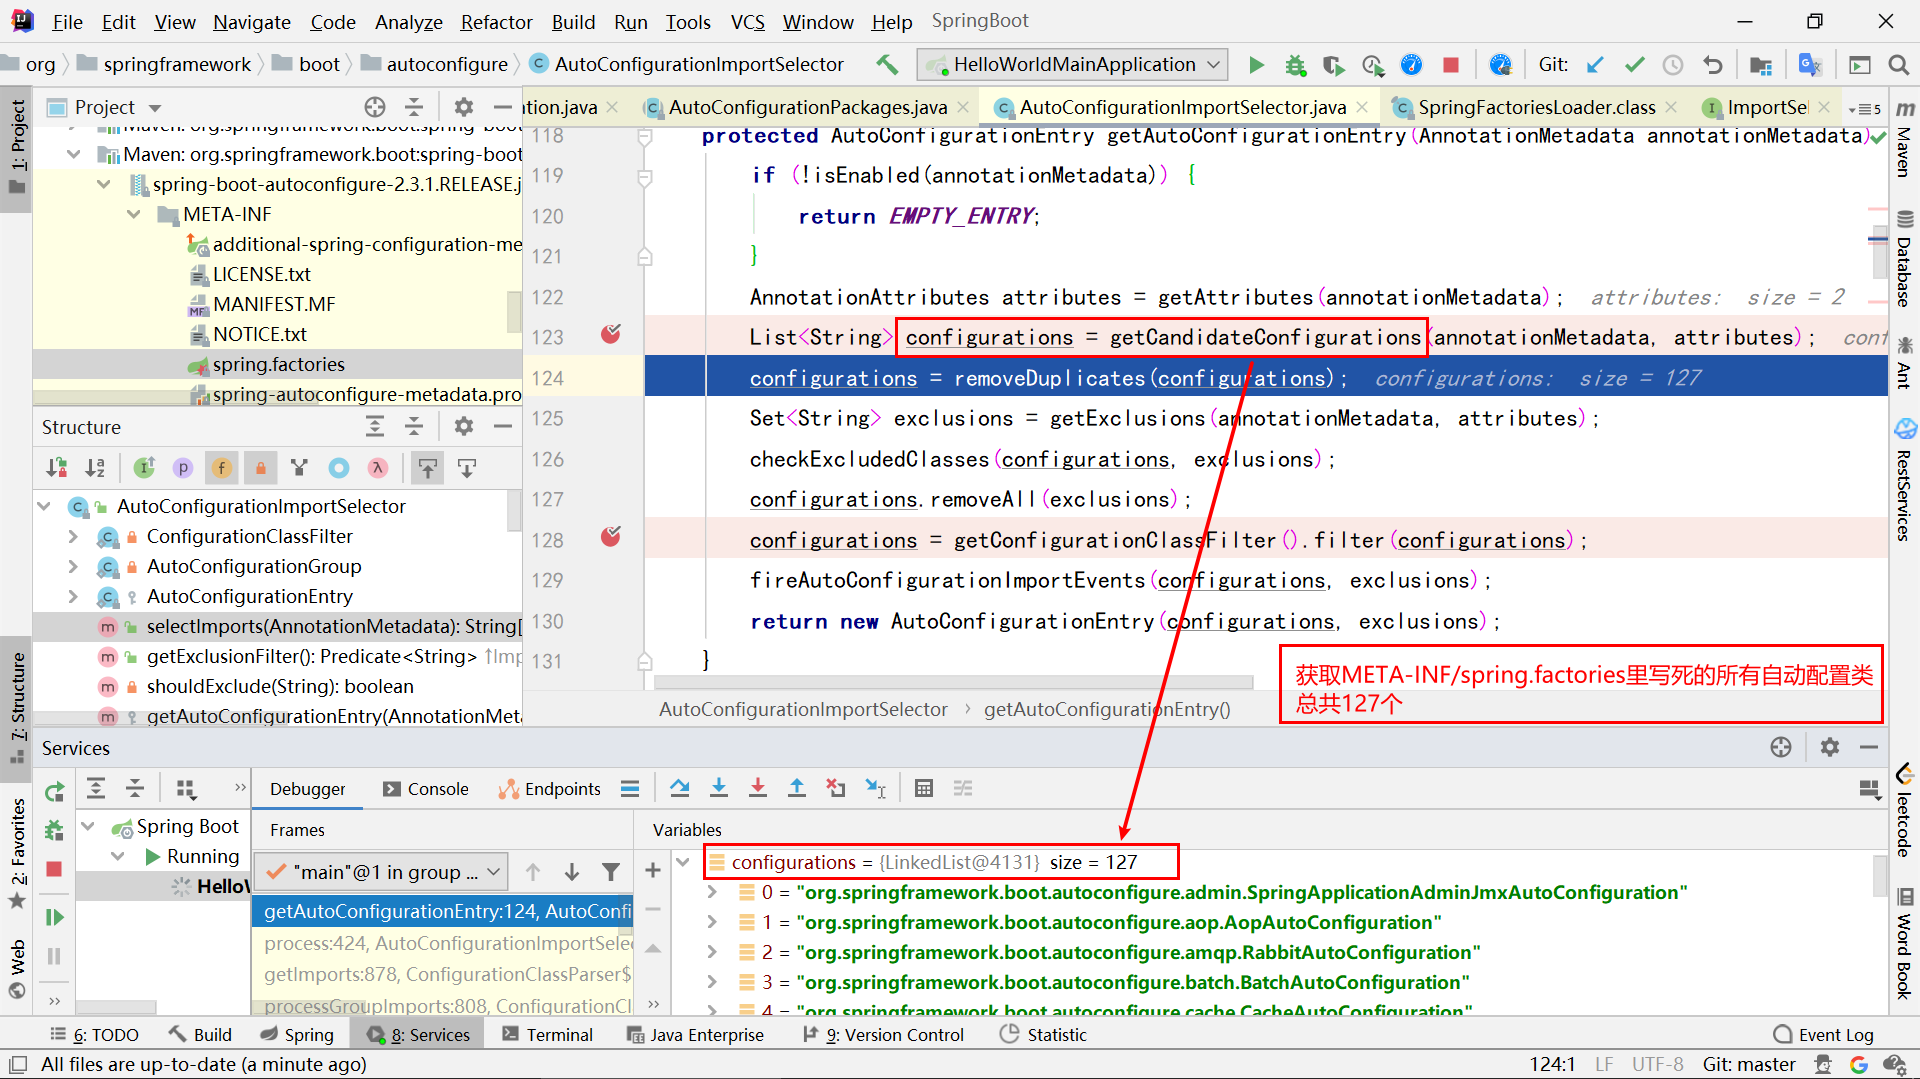 File Edit View Navigate Code Analyze Refactor Build Run Tools VCS Window Help SpringBoot
org springframework boot autoconfigure AutoConfigurationImportSelector HelloWorldMainApplication Git:
1: Project
Project
ation.java AutoConfigurationPackages.java AutoConfigurationImportSelector.java SpringFactoriesLoader.class ImportSel 5
Maven: org.springframework.boot:spring-boot
Maven: org.springframework.boot:spring-boot
spring-boot-autoconfigure-2.3.1.RELEASE.j
META-INF
additional-spring-configuration-me
LICENSE.txt
MANIFEST.MF
NOTICE.txt
spring.factories
spring-autoconfigure-metadata.pro
118 protected AutoConfigurationEntry getAutoConfigurationEntry(AnnotationMetadata annotationMetadata)
119 if (!isEnabled(annotationMetadata)) {
120 return EMPTY_ENTRY;
121 }
122 AnnotationAttributes attributes = getAttributes(annotationMetadata); attributes: size = 2
123 List<String> configurations = getCandidateConfigurations(annotationMetadata, attributes); conf
124 configurations = removeDuplicates(configurations); configurations: size = 127
125 Set<String> exclusions = getExclusions(annotationMetadata, attributes);
126 checkExcludedClasses(configurations, exclusions);
127 configurations.removeAll(exclusions);
128 configurations = getConfigurationClassFilter().filter(configurations);
129 fireAutoConfigurationImportEvents(configurations, exclusions);
130 return new AutoConfigurationEntry(configurations, exclusions);
131 }
获取META-INF/spring.factories里写死的所有自动配置类
总共127个
AutoConfigurationImportSelector › getAutoConfigurationEntry()
Maven
Database
Ant
RestServices
leetcode
Word Book
Structure
AutoConfigurationImportSelector
ConfigurationClassFilter
AutoConfigurationGroup
AutoConfigurationEntry
selectImports(AnnotationMetadata): String[
getExclusionFilter(): Predicate<String> ↑Imp
shouldExclude(String): boolean
getAutoConfigurationEntry(AnnotationMeta
7: Structure
2: Favorites
Web
Services
Debugger Console Endpoints
Spring Boot
Running
HelloW
Frames
"main"@1 in group ...
getAutoConfigurationEntry:124, AutoConfi
process:424, AutoConfigurationImportSele
getImports:878, ConfigurationClassParser$
processGroupImports:808, ConfigurationCl
Variables
configurations = {LinkedList@4131} size = 127
0 = "org.springframework.boot.autoconfigure.admin.SpringApplicationAdminJmxAutoConfiguration"
1 = "org.springframework.boot.autoconfigure.aop.AopAutoConfiguration"
2 = "org.springframework.boot.autoconfigure.amqp.RabbitAutoConfiguration"
3 = "org.springframework.boot.autoconfigure.batch.BatchAutoConfiguration"
4 = "org.springframework.boot.autoconfigure.cache.CacheAutoConfiguration"
6: TODO Build Spring 8: Services Terminal Java Enterprise 9: Version Control Statistic Event Log
All files are up-to-date (a minute ago) 124:1 LF UTF-8 Git: master